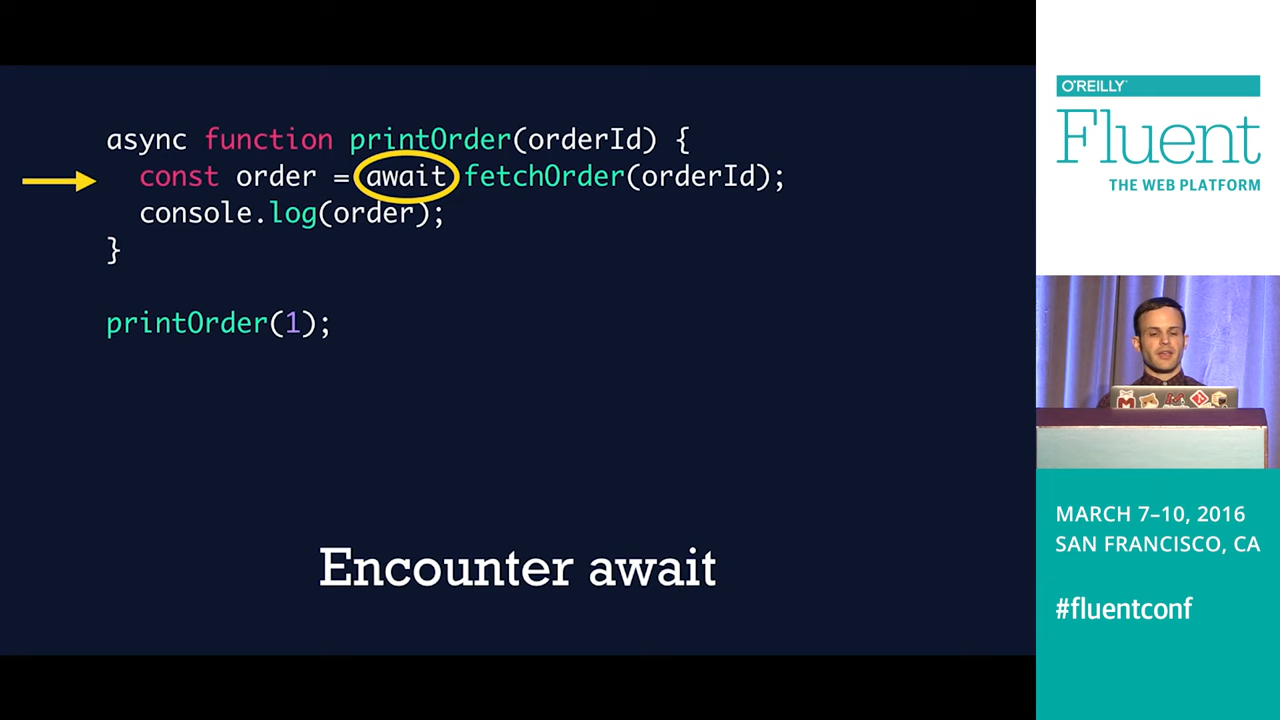 async function printOrder(orderId) {
const order = await fetchOrder(orderId);
console.log(order);
}
printOrder(1);
Encounter await
O'REILLY
Fluent
THE WEB PLATFORM
MARCH 7–10, 2016
SAN FRANCISCO, CA
#fluentconf